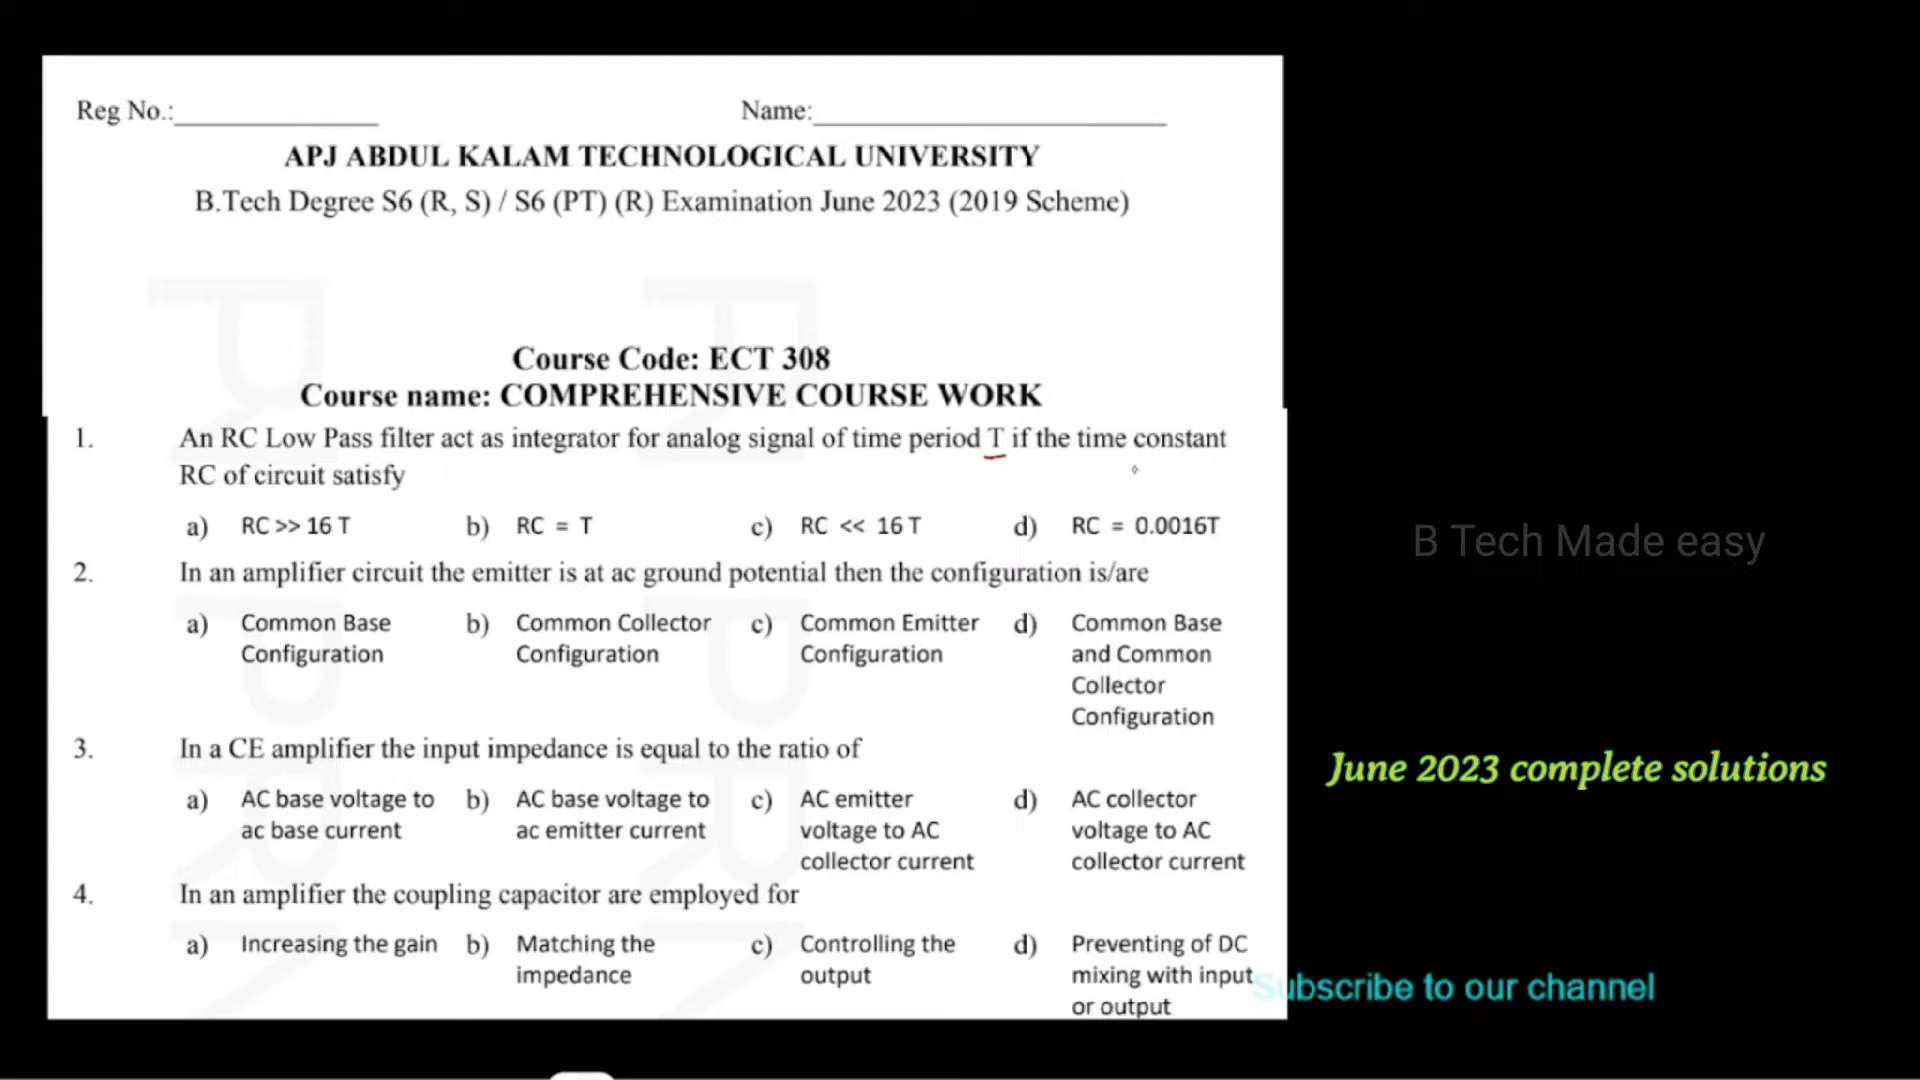 Reg No.:______________ Name:________________________
APJ ABDUL KALAM TECHNOLOGICAL UNIVERSITY
B.Tech Degree S6 (R, S) / S6 (PT) (R) Examination June 2023 (2019 Scheme)
Course Code: ECT 308
Course name: COMPREHENSIVE COURSE WORK
1. An RC Low Pass filter act as integrator for analog signal of time period T if the time constant
RC of circuit satisfy
a) RC >> 16 T b) RC = T c) RC << 16 T d) RC = 0.0016T
2. In an amplifier circuit the emitter is at ac ground potential then the configuration is/are
a) Common Base b) Common Collector c) Common Emitter d) Common Base
Configuration Configuration Configuration and Common
Collector
Configuration
3. In a CE amplifier the input impedance is equal to the ratio of
a) AC base voltage to b) AC base voltage to c) AC emitter d) AC collector
ac base current ac emitter current voltage to AC voltage to AC
collector current collector current
4. In an amplifier the coupling capacitor are employed for
a) Increasing the gain b) Matching the c) Controlling the d) Preventing of DC
impedance output mixing with input
or output
B Tech Made easy
June 2023 complete solutions
Subscribe to our channel